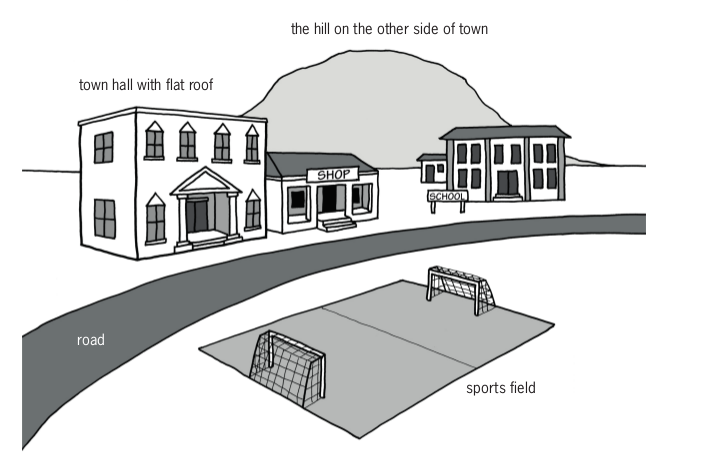 the hill on the other side of town
town hall with flat roof
SHOP
SCHOOL
road
sports field